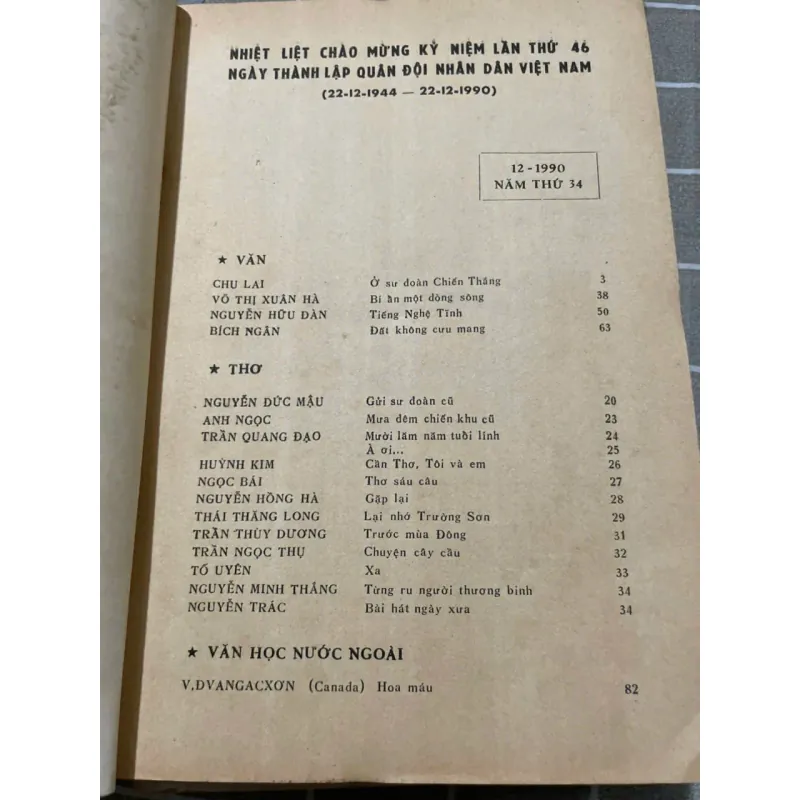 NHIỆT LIỆT CHÀO MỪNG KỶ NIỆM LẦN THỨ 46
NGÀY THÀNH LẬP QUÂN ĐỘI NHÂN DÂN VIỆT NAM
(22-12-1944 — 22-12-1990)
12 - 1990
NĂM THỨ 34
★ VĂN
CHU LAI Ở sư đoàn Chiến Thắng 3
VÕ THỊ XUÂN HÀ Bí ẩn một dòng sông 38
NGUYỄN HỮU ĐÀN Tiếng Nghệ Tĩnh 50
BÍCH NGÂN Đất không cưu mang 63
★ THƠ
NGUYỄN ĐỨC MẬU Gửi sư đoàn cũ 20
ANH NGỌC Mưa đêm chiến khu cũ 23
TRẦN QUANG ĐẠO Mười lăm năm tuổi lính 24
À ơi... 25
HUỲNH KIM Cần Thơ, Tôi và em 26
NGỌC BÁI Thơ sáu câu 27
NGUYỄN HỒNG HÀ Gặp lại 28
THÁI THĂNG LONG Lại nhớ Trường Sơn 29
TRẦN THÙY DƯƠNG Trước mùa Đông 31
TRẦN NGỌC THỤ Chuyện cây cầu 32
TỐ UYÊN Xa 33
NGUYỄN MINH THẮNG Từng ru người thương binh 34
NGUYỄN TRÁC Bài hát ngày xưa 34
★ VĂN HỌC NƯỚC NGOÀI
V.DVANGACXƠN (Canada) Hoa máu 82